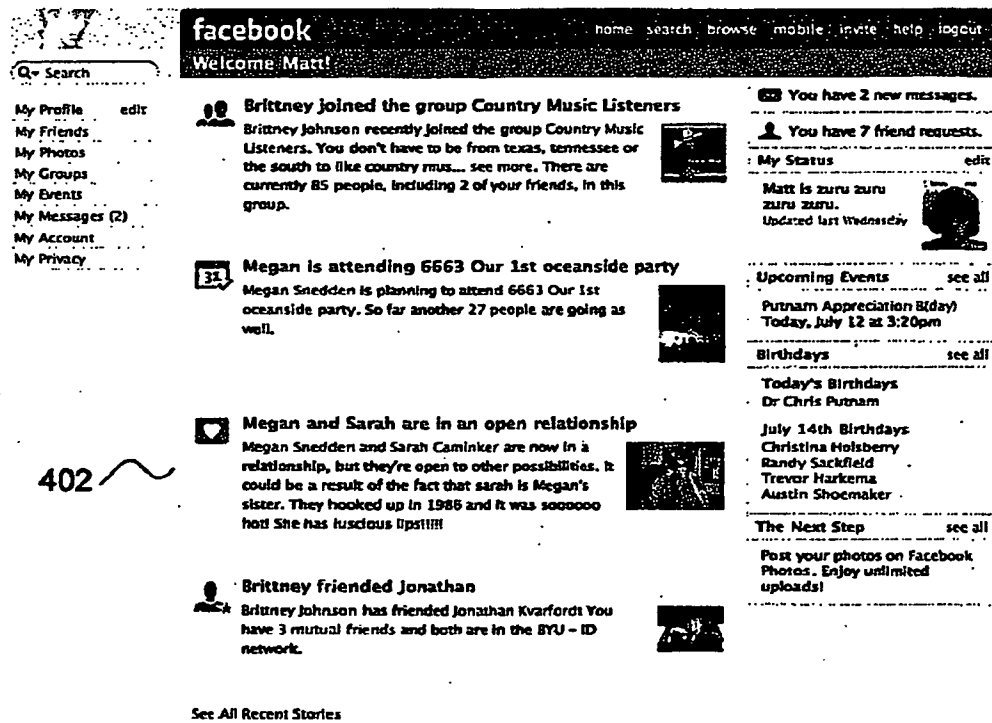 facebook
home search browse mobile invite help logout
Welcome Matt!
Search
My Profile edit
My Friends
My Photos
My Groups
My Events
My Messages (2)
My Account
My Privacy
Brittney joined the group Country Music Listeners
Brittney Johnson recently joined the group Country Music
Listeners. You don't have to be from texas, tennessee or
the south to like country mus... see more. There are
currently 85 people, including 2 of your friends, in this
group.
31
Megan is attending 6663 Our 1st oceanside party
Megan Snedden is planning to attend 6663 Our 1st
oceanside party. So far another 27 people are going as
well.
402
Megan and Sarah are in an open relationship
Megan Snedden and Sarah Caminker are now in a
relationship, but they're open to other possibilities. It
could be a result of the fact that sarah is Megan's
sister. They hooked up in 1986 and it was soooooo
hot! She has luscious lips!!!!!
Brittney friended Jonathan
Brittney Johnson has friended Jonathan Kvarfordt You
have 3 mutual friends and both are in the BYU - ID
network.
See All Recent Stories
You have 2 new messages.
You have 7 friend requests.
My Status edit
Matt is zuru zuru
zuru zuru.
Updated last Wednesday
Upcoming Events see all
Putnam Appreciation B(day)
Today, July 12 at 3:20pm
Birthdays see all
Today's Birthdays
Dr Chris Putnam
July 14th Birthdays
Christina Holsberry
Randy Sackfield
Trevor Harkema
Austin Shoemaker
The Next Step see all
Post your photos on Facebook
Photos. Enjoy unlimited
uploads!